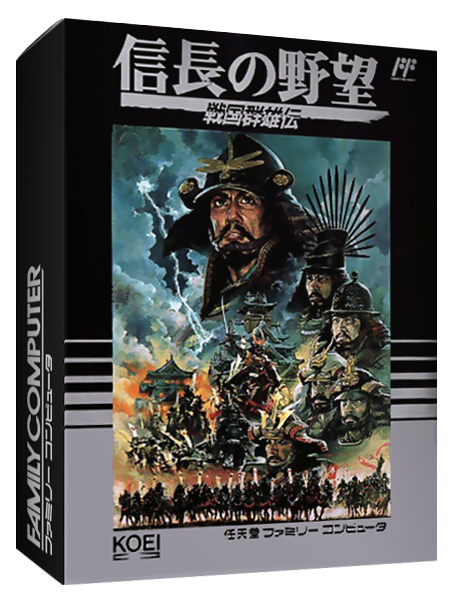 信長の野望
戦国群雄伝
FAMILY COMPUTER
ファミリー コンピュータ
KOEI
任天堂 ファミリー コンピュータ